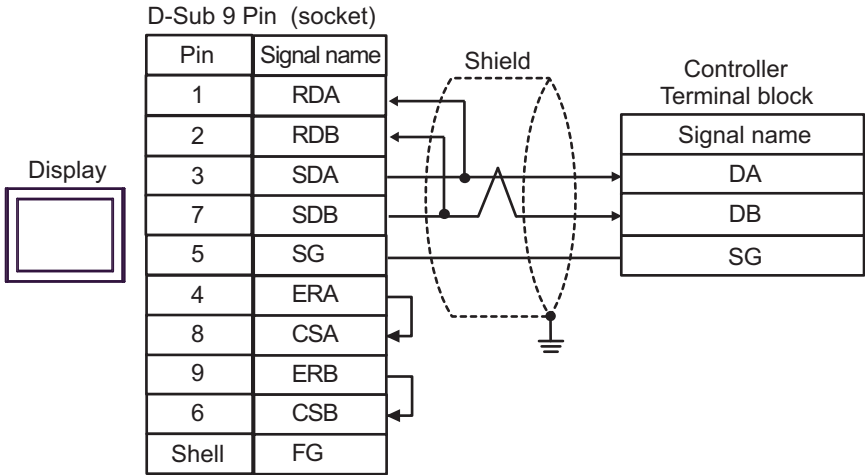 D-Sub 9 Pin (socket)
Pin Signal name
1 RDA
2 RDB
3 SDA
7 SDB
5 SG
4 ERA
8 CSA
9 ERB
6 CSB
Shell FG
Display
Shield
Controller
Terminal block
Signal name
DA
DB
SG